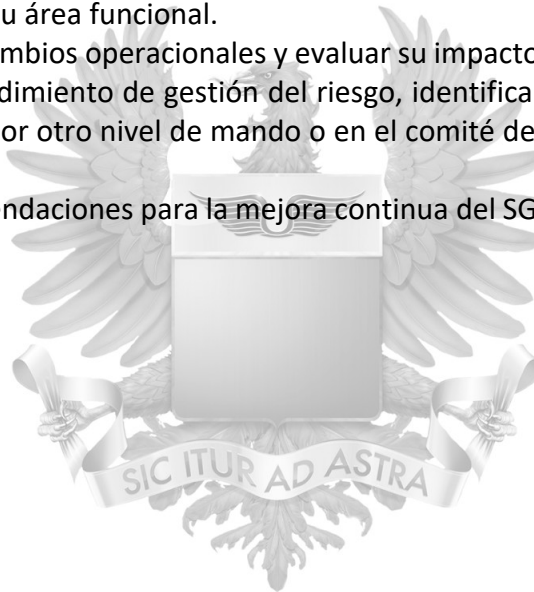 u área funcional.
mbios operacionales y evaluar su impacto
dimiento de gestión del riesgo, identifica
or otro nivel de mando o en el comité de
endaciones para la mejora continua del SG
SIC ITUR AD ASTRA